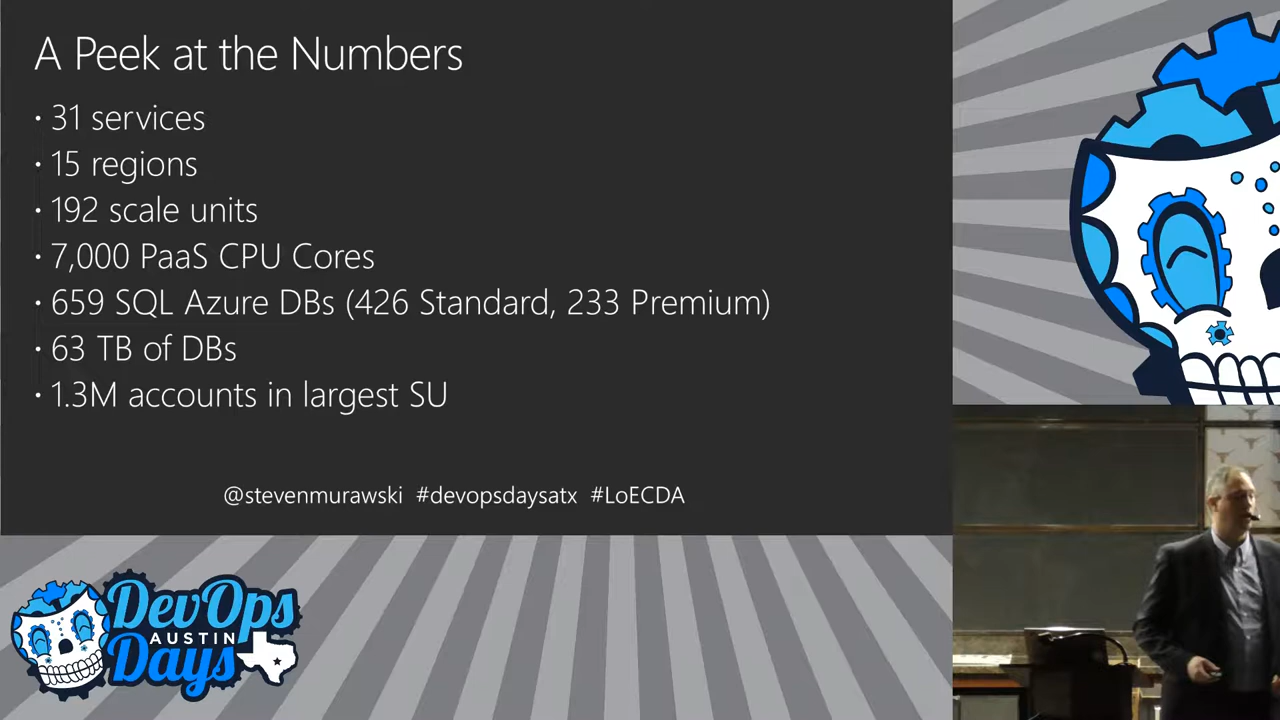 A Peek at the Numbers
• 31 services
• 15 regions
• 192 scale units
• 7,000 PaaS CPU Cores
• 659 SQL Azure DBs (426 Standard, 233 Premium)
• 63 TB of DBs
• 1.3M accounts in largest SU
@stevenmurawski #devopsdaysatx #LoECDA
DevOps
AUSTIN
Days